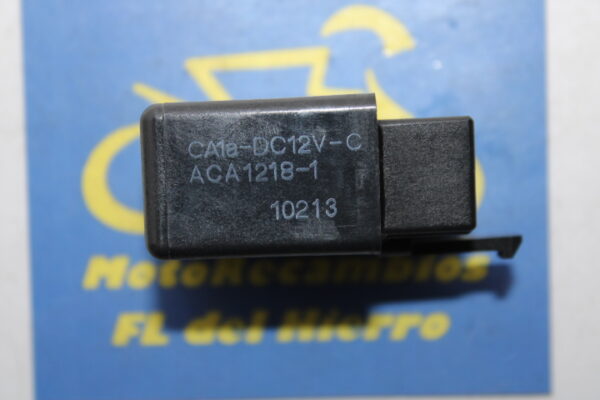 CA1a-DC12V-C
ACA1218-1
10213
MotoRecambios
FL del Hierro